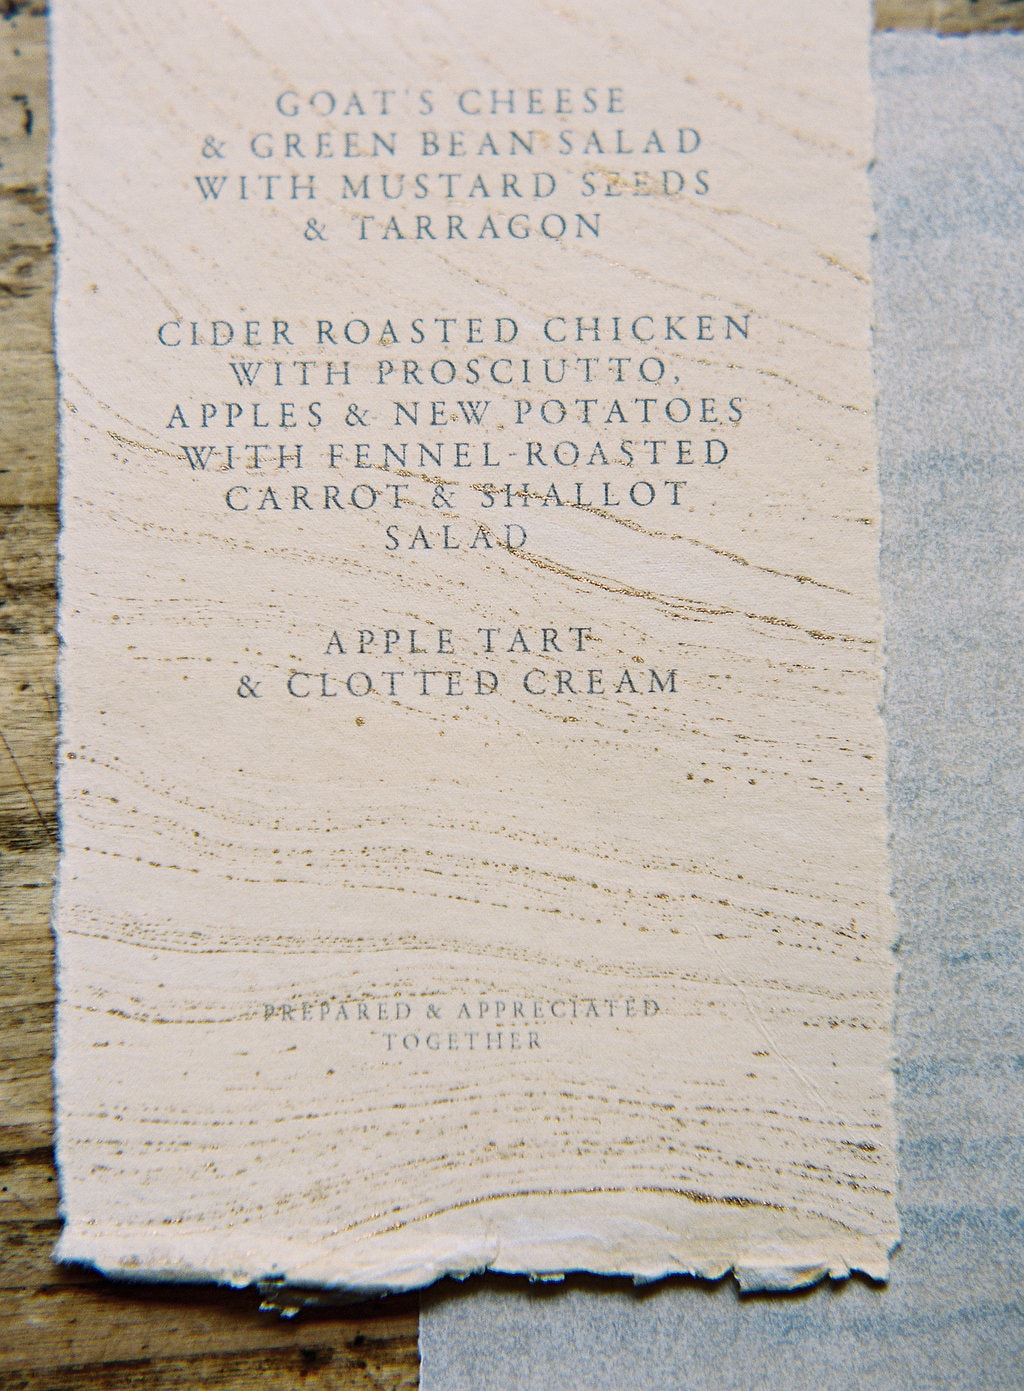 GOAT'S CHEESE
& GREEN BEAN SALAD
WITH MUSTARD SEEDS
& TARRAGON
CIDER ROASTED CHICKEN
WITH PROSCIUTTO,
APPLES & NEW POTATOES
WITH FENNEL-ROASTED
CARROT & SHALLOT
SALAD
APPLE TART
& CLOTTED CREAM
PREPARED & APPRECIATED
TOGETHER